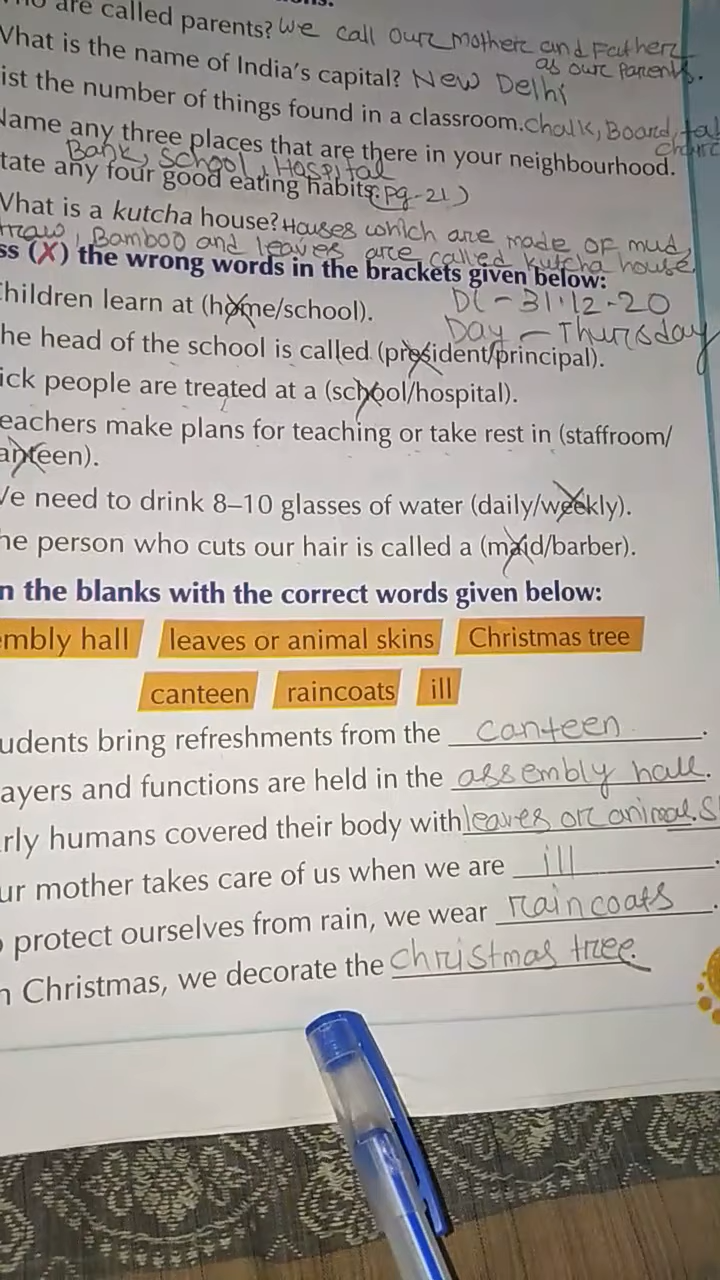 are called parents? We call our mother and Father
as our Parents.
What is the name of India's capital? New Delhi
ist the number of things found in a classroom. Chalk, Board, ta
chair
Name any three places that are there in your neighbourhood.
Bank, School, Hospital
tate any four good eating habits: (pg-21)
What is a kutcha house? Houses which are made of mud,
traw, Bamboo and leaves are called kutcha house.
ss (X) the wrong words in the brackets given below:
Dt - 31.12.20
hildren learn at (home/school).
Day - Thursday
he head of the school is called (president/principal).
ick people are treated at a (school/hospital).
eachers make plans for teaching or take rest in (staffroom/
anteen).
We need to drink 8–10 glasses of water (daily/weekly).
he person who cuts our hair is called a (maid/barber).
n the blanks with the correct words given below:
embly hall leaves or animal skins Christmas tree
canteen raincoats ill
udents bring refreshments from the canteen.
ayers and functions are held in the assembly hall.
rly humans covered their body with leaves or animal s
ur mother takes care of us when we are ill.
o protect ourselves from rain, we wear raincoats.
n Christmas, we decorate the christmas tree.